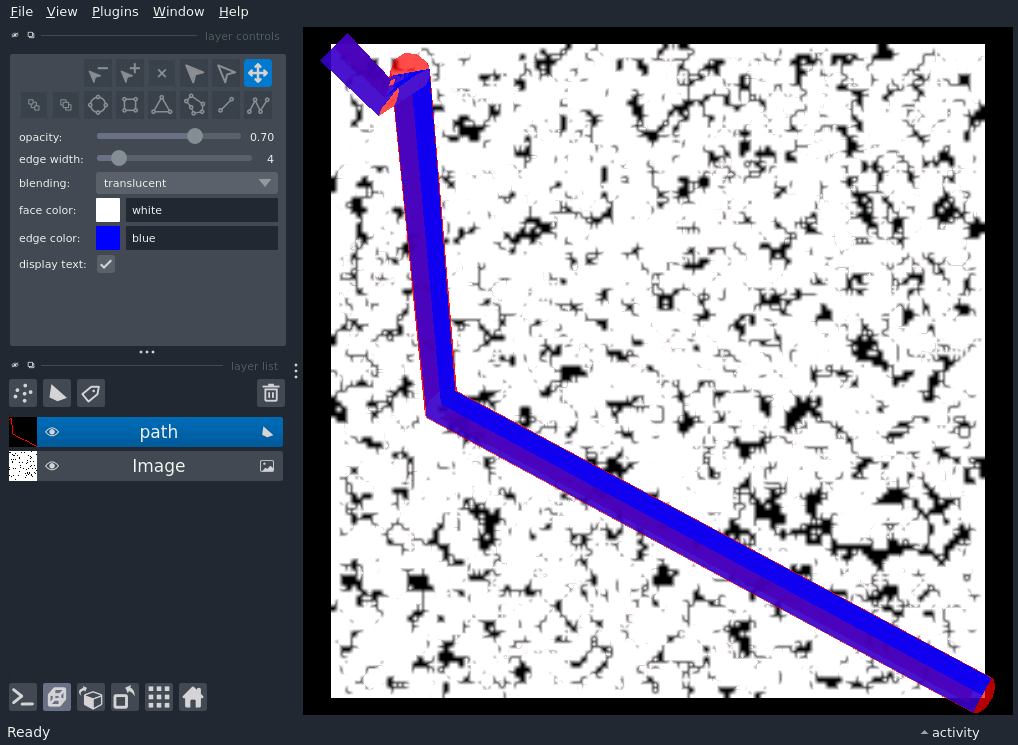 File View Plugins Window Help
layer controls
opacity: 0.70
edge width: 4
blending: translucent
face color: white
edge color: blue
display text:
layer list
path
Image
Ready
activity